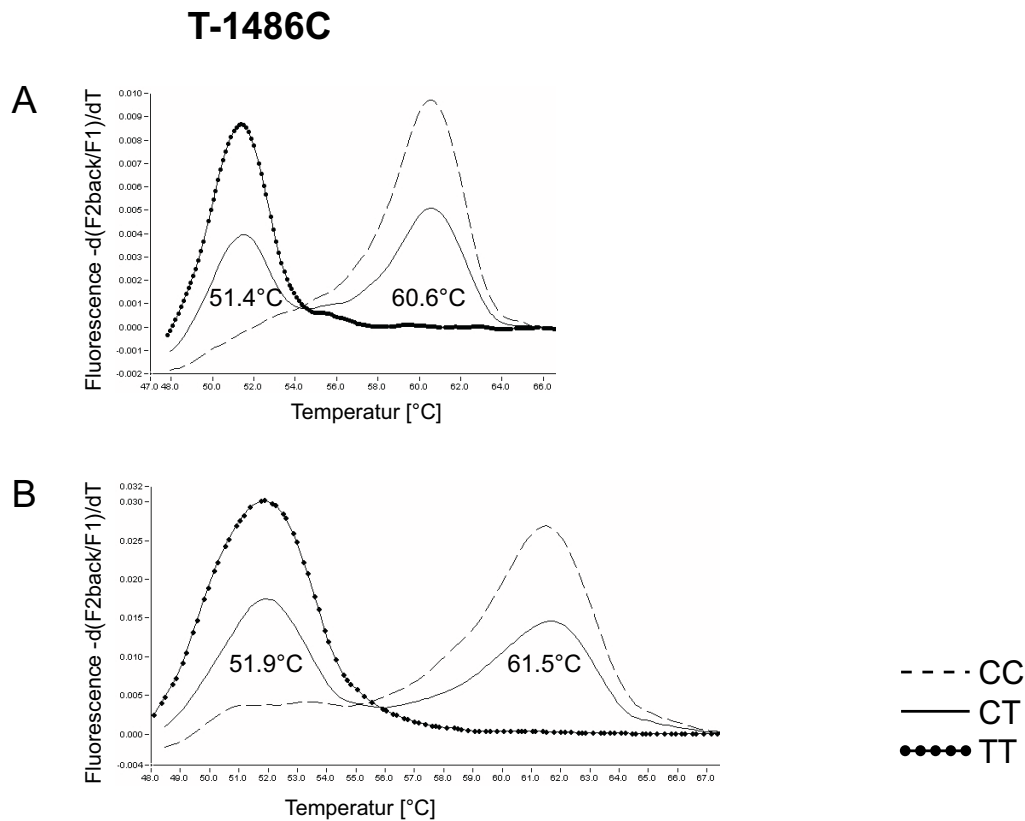 T-1486C
A
Fluorescence -d(F2back/F1)/dT
0.010
0.009
0.008
0.007
0.006
0.005
0.004
0.003
0.002
0.001
0.000
-0.001
-0.002
51.4°C
60.6°C
47.0 48.0 50.0 52.0 54.0 56.0 58.0 60.0 62.0 64.0 66.0
Temperatur [°C]
B
Fluorescence -d(F2back/F1)/dT
0.032
0.030
0.025
0.020
0.015
0.010
0.005
0.000
-0.004
51.9°C
61.5°C
48.0 49.0 50.0 51.0 52.0 53.0 54.0 55.0 56.0 57.0 58.0 59.0 60.0 61.0 62.0 63.0 64.0 65.0 66.0 67.0
Temperatur [°C]
CC
CT
TT